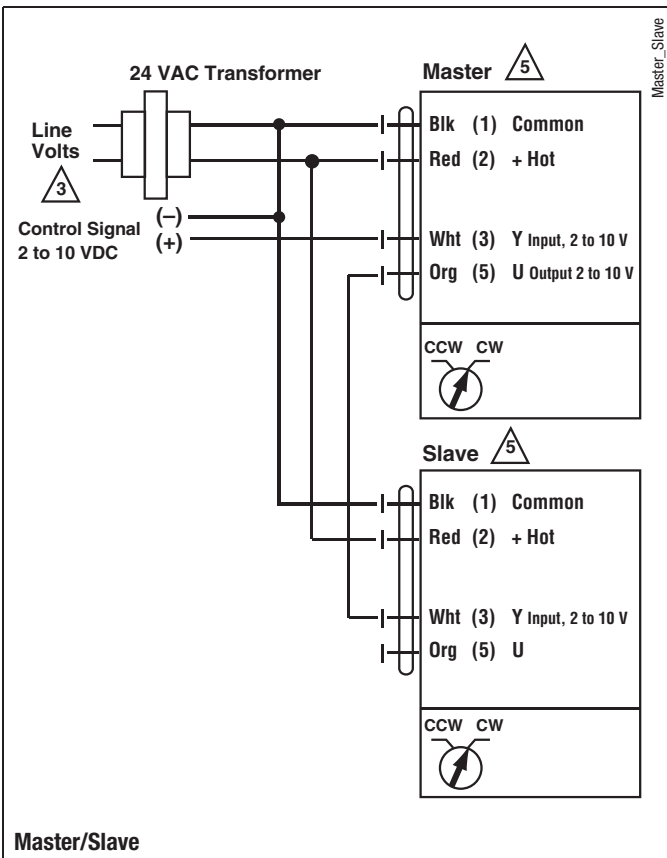 Master_Slave
24 VAC Transformer
Master 5
Line
Volts
3
Control Signal
2 to 10 VDC
(–)
(+)
Blk (1) Common
Red (2) + Hot
Wht (3) Y Input, 2 to 10 V
Org (5) U Output 2 to 10 V
CCW CW
Slave 5
Blk (1) Common
Red (2) + Hot
Wht (3) Y Input, 2 to 10 V
Org (5) U
CCW CW
Master/Slave